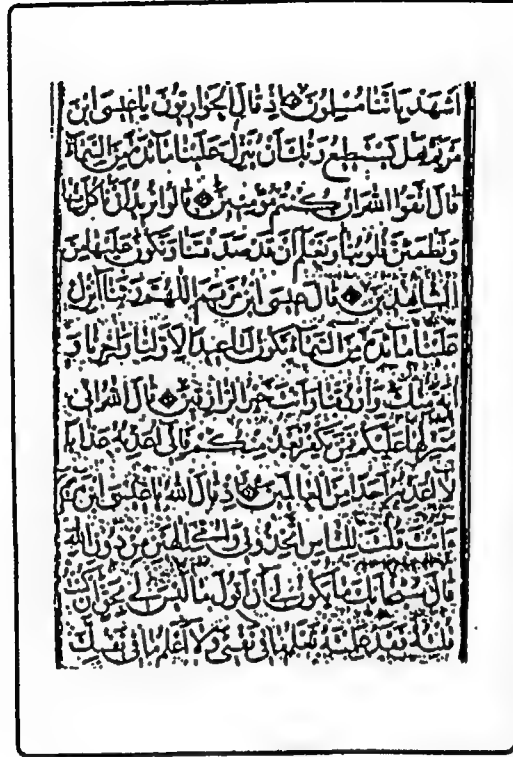 اشهد باننا مسلمون اذ قال الحواريون يا عيسى ابن
مريم هل يستطيع ربك ان ينزل علينا مائدة من السماء
قال اتقوا الله ان كنتم مؤمنين قالوا نريد ان ناكل منها
وتطمئن قلوبنا ونعلم ان قد صدقتنا ونكون عليها من
الشاهدين قال عيسى ابن مريم اللهم ربنا انزل
علينا مائدة من السماء تكون لنا عيدا لاولنا واخرنا و
اية منك وارزقنا وانت خير الرازقين قال الله اني
منزلها عليكم فمن يكفر بعد منكم فاني اعذبه عذابا
لا اعذبه احدا من العالمين اذ قال الله يا عيسى ابن مريم
انت قلت للناس اتخذوني وامي الهين من دون الله
قال سبحانك ما يكون لي ان اقول ما ليس لي بحق ان كنت
قلته فقد علمته تعلم ما في نفسي ولا اعلم ما في نفسك